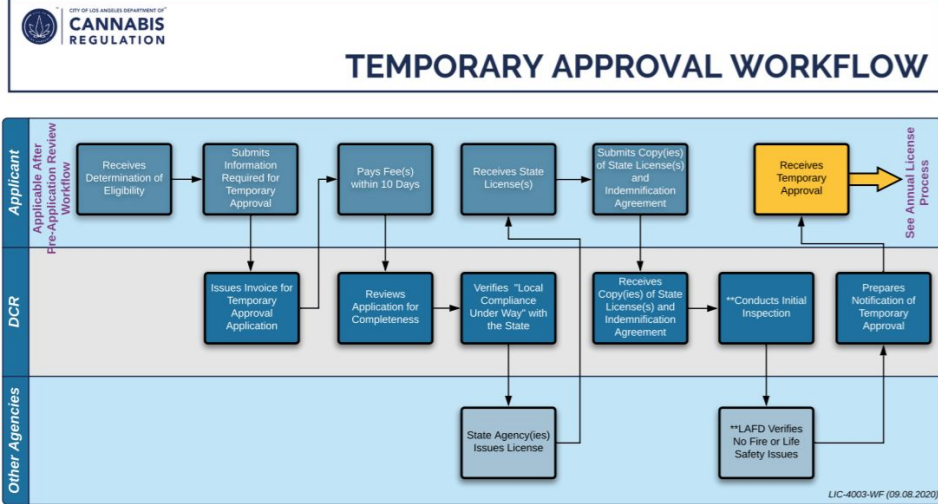 CITY OF LOS ANGELES DEPARTMENT OF
CANNABIS
REGULATION
TEMPORARY APPROVAL WORKFLOW
Applicant
Applicable After
Pre-Application Review
Workflow
Receives
Determination of
Eligibility
Submits
Information
Required for
Temporary
Approval
Pays Fee(s)
within 10 Days
Receives State
License(s)
Submits Copy(ies)
of State License(s)
and
Indemnification
Agreement
Receives
Temporary
Approval
See Annual License
Process
DCR
Issues Invoice for
Temporary
Approval
Application
Reviews
Application for
Completeness
Verifies "Local
Compliance
Under Way" with
the State
Receives
Copy(ies) of State
License(s) and
Indemnification
Agreement
**Conducts Initial
Inspection
Prepares
Notification of
Temporary
Approval
Other Agencies
State Agency(ies)
Issues License
**LAFD Verifies
No Fire or Life
Safety Issues
LIC-4003-WF (09.08.2020)